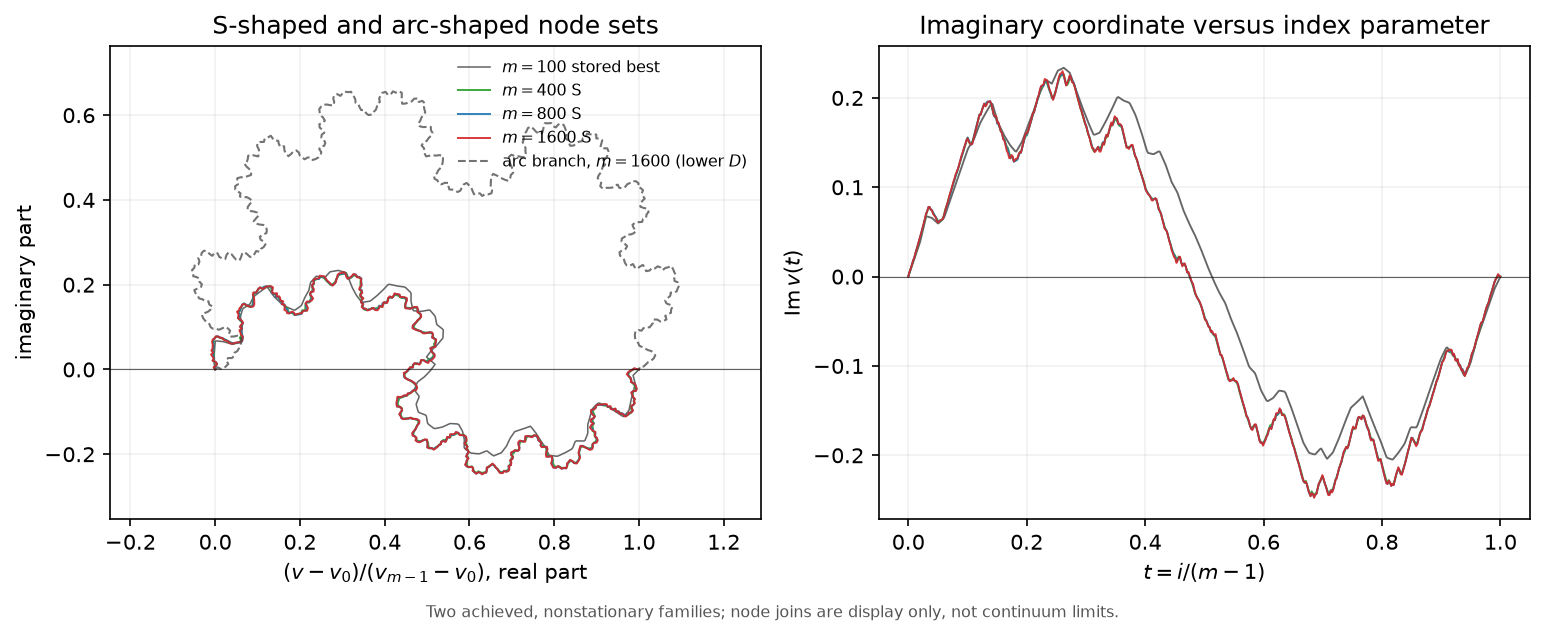 S-shaped and arc-shaped node sets
imaginary part
0.6
0.4
0.2
0.0
−0.2
m = 100 stored best
m = 400 S
m = 800 S
m = 1600 S
arc branch, m = 1600 (lower D)
−0.2 0.0 0.2 0.4 0.6 0.8 1.0 1.2
(v − v₀)/(vₘ₋₁ − v₀), real part
Imaginary coordinate versus index parameter
Im v(t)
0.2
0.1
0.0
−0.1
−0.2
0.0 0.2 0.4 0.6 0.8 1.0
t = i/(m − 1)
Two achieved, nonstationary families; node joins are display only, not continuum limits.